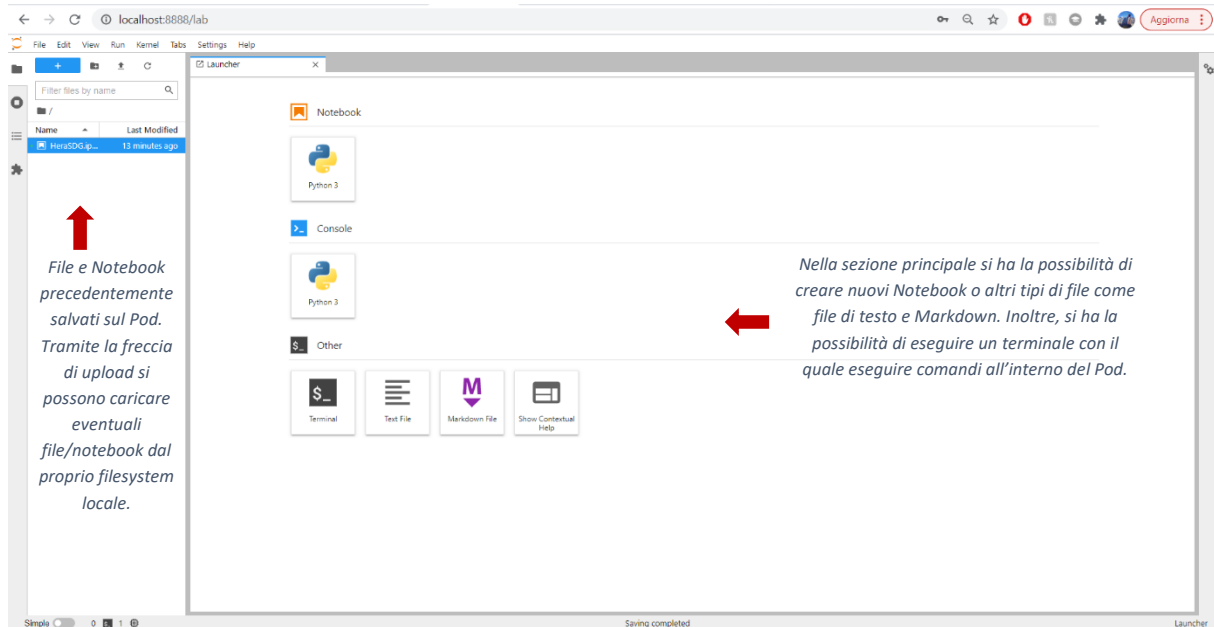 localhost:8888/lab
Aggiorna
File Edit View Run Kernel Tabs Settings Help
+
Launcher
Filter files by name
/
Name Last Modified
HeraSDG.ip... 13 minutes ago
Notebook
Python 3
Console
Python 3
$_ Other
$_
M
Terminal
Text File
Markdown File
Show Contextual
Help
File e Notebook
precedentemente
salvati sul Pod.
Tramite la freccia
di upload si
possono caricare
eventuali
file/notebook dal
proprio filesystem
locale.
Nella sezione principale si ha la possibilità di
creare nuovi Notebook o altri tipi di file come
file di testo e Markdown. Inoltre, si ha la
possibilità di eseguire un terminale con il
quale eseguire comandi all’interno del Pod.
Simple 0 1
Saving completed
Launcher